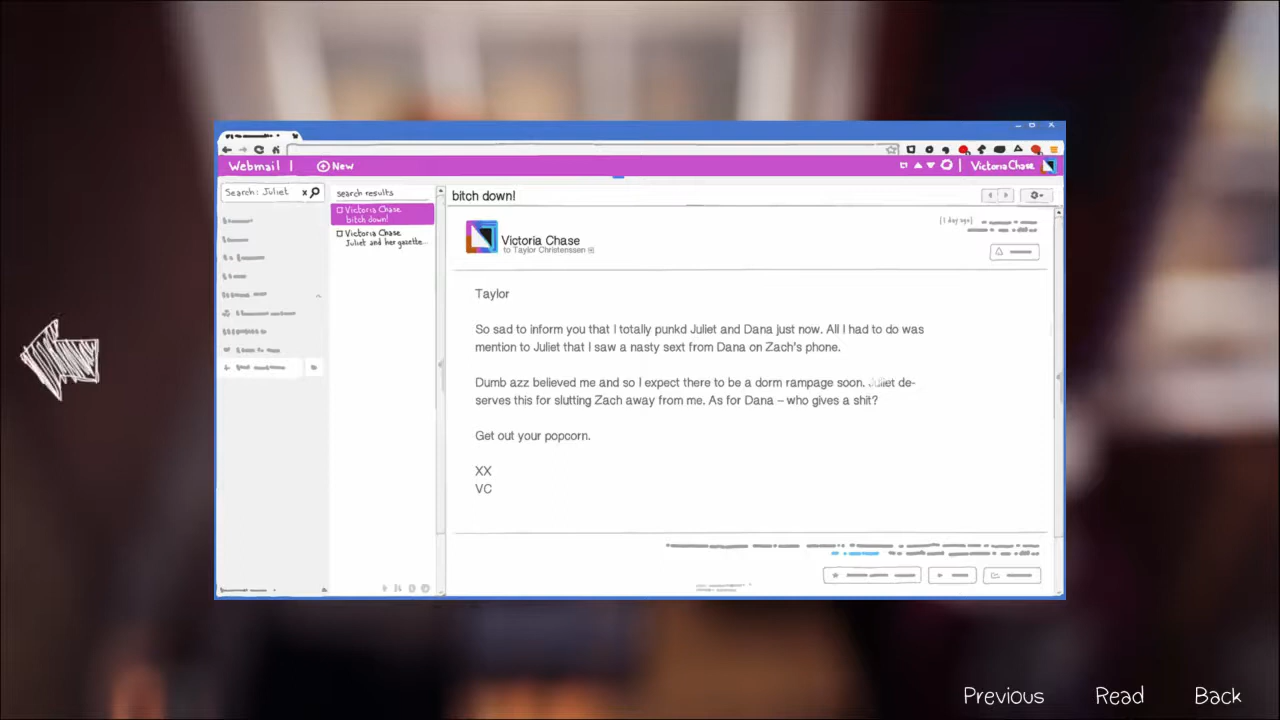 Webmail |
New
Victoria Chase
Search: Juliet x
search results
bitch down!
Victoria Chase
bitch down!
Victoria Chase
Juliet and her gazette...
Victoria Chase
to Taylor Christenssen
[1 day ago]
Taylor
So sad to inform you that I totally punkd Juliet and Dana just now. All I had to do was
mention to Juliet that I saw a nasty sext from Dana on Zach's phone.
Dumb azz believed me and so I expect there to be a dorm rampage soon. Juliet de-
serves this for slutting Zach away from me. As for Dana – who gives a shit?
Get out your popcorn.
XX
VC
Previous
Read
Back